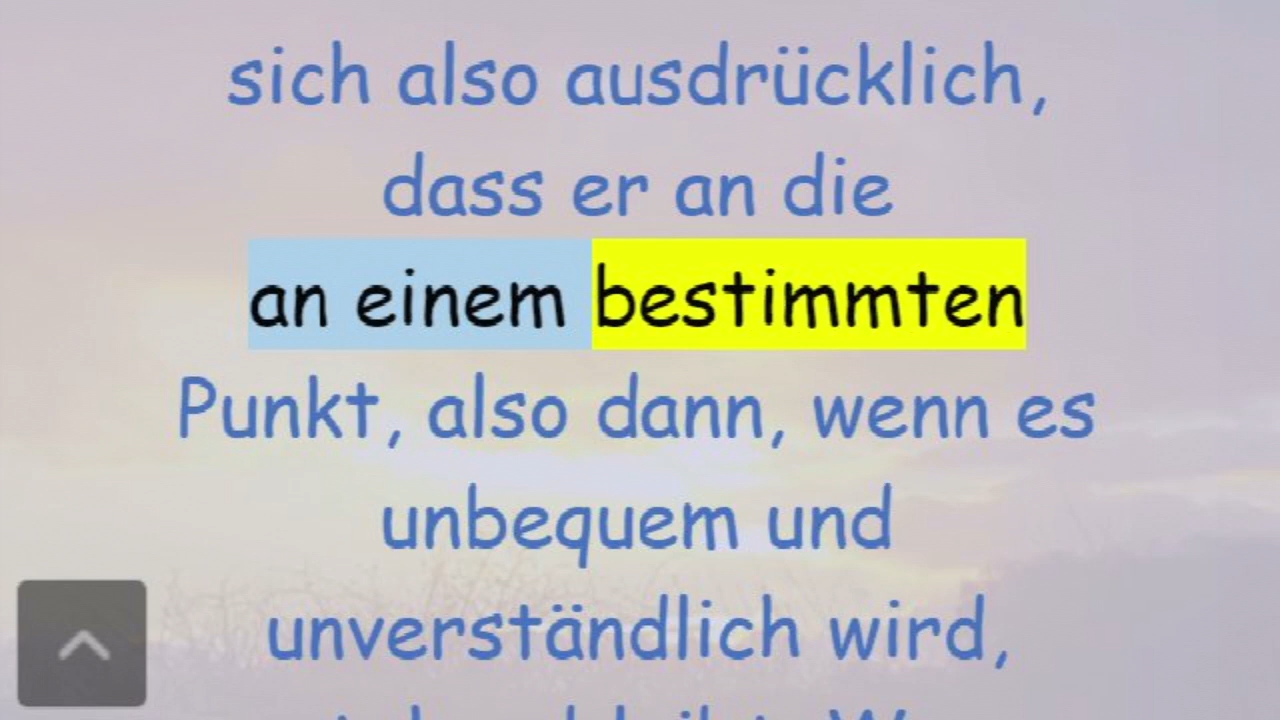 sich also ausdrücklich,
dass er an die
an einem bestimmten
Punkt, also dann, wenn es
unbequem und
unverständlich wird,